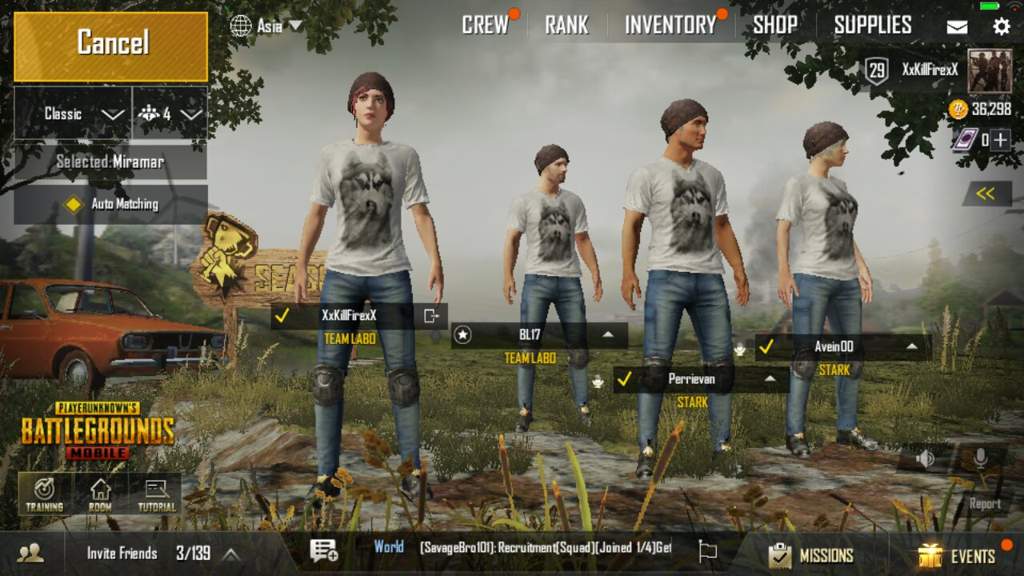 Cancel
Asia
CREW
RANK
INVENTORY
SHOP
SUPPLIES
29
XxKillFirexX
Classic
4
36,298
0
Selected:Miramar
Auto Matching
XxKillFirexX
TEAM LABO
BL17
TEAM LABO
Perrievan
STARK
Avein00
STARK
PLAYERUNKNOWN'S
BATTLEGROUNDS
MOBILE
TRAINING
ROOM
TUTORIAL
Report
Invite Friends 3/139
World
[SavageBro101]:Recruitment[Squad][Joined 1/4]Get
MISSIONS
EVENTS